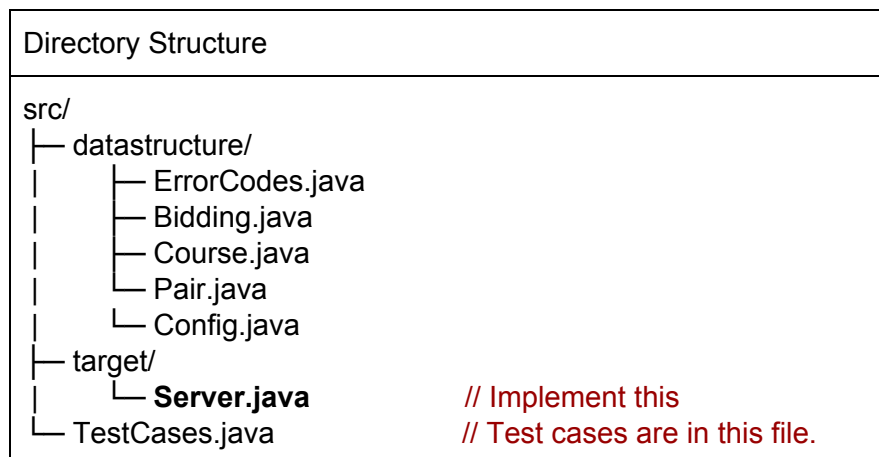 Directory Structure
src/
├── datastructure/
│ ├── ErrorCodes.java
│ ├── Bidding.java
│ ├── Course.java
│ └── Pair.java
│ └── Config.java
├── target/
│ └── Server.java // Implement this
└── TestCases.java // Test cases are in this file.